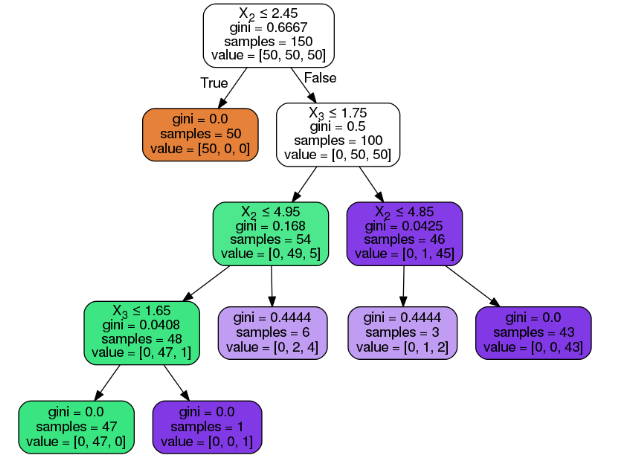 X2 ≤ 2.45
gini = 0.6667
samples = 150
value = [50, 50, 50]
True
False
gini = 0.0
samples = 50
value = [50, 0, 0]
X3 ≤ 1.75
gini = 0.5
samples = 100
value = [0, 50, 50]
X2 ≤ 4.95
gini = 0.168
samples = 54
value = [0, 49, 5]
X2 ≤ 4.85
gini = 0.0425
samples = 46
value = [0, 1, 45]
X3 ≤ 1.65
gini = 0.0408
samples = 48
value = [0, 47, 1]
gini = 0.4444
samples = 6
value = [0, 2, 4]
gini = 0.4444
samples = 3
value = [0, 1, 2]
gini = 0.0
samples = 43
value = [0, 0, 43]
gini = 0.0
samples = 47
value = [0, 47, 0]
gini = 0.0
samples = 1
value = [0, 0, 1]